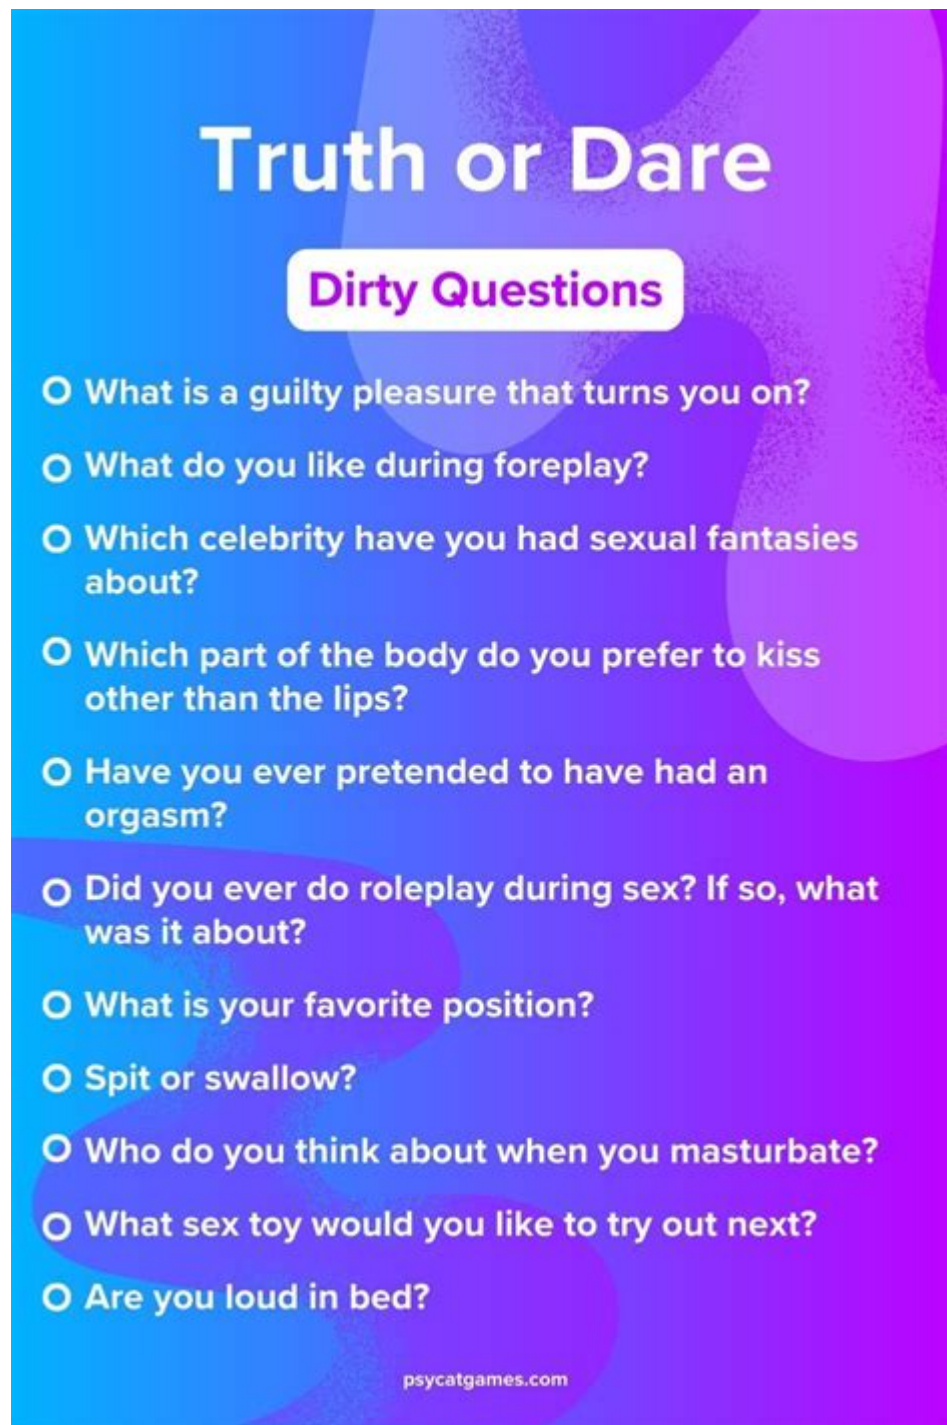 Truth or Dare
Dirty Questions
What is a guilty pleasure that turns you on?
What do you like during foreplay?
Which celebrity have you had sexual fantasies
about?
Which part of the body do you prefer to kiss
other than the lips?
Have you ever pretended to have had an
orgasm?
Did you ever do roleplay during sex? If so, what
was it about?
What is your favorite position?
Spit or swallow?
Who do you think about when you masturbate?
What sex toy would you like to try out next?
Are you loud in bed?
psycatgames.com